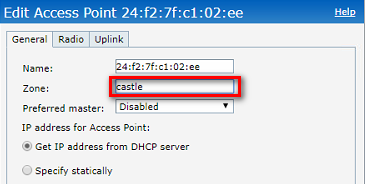 Edit Access Point 24:f2:7f:c1:02:ee Help
General Radio Uplink
Name: 24:f2:7f:c1:02:ee
Zone: castle
Preferred master: Disabled
IP address for Access Point:
Get IP address from DHCP server
Specify statically